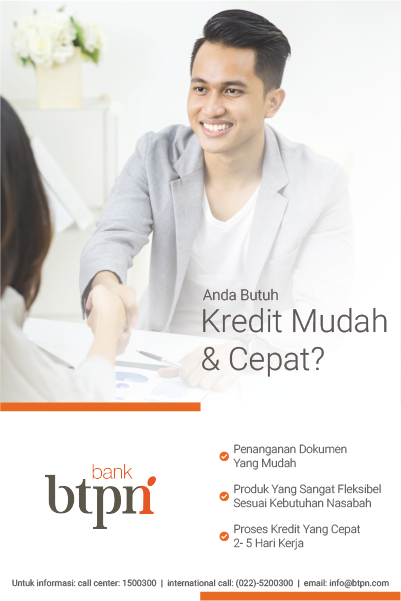 Anda Butuh
Kredit Mudah
& Cepat?
bank
btpn
Penanganan Dokumen
Yang Mudah
Produk Yang Sangat Fleksibel
Sesuai Kebutuhan Nasabah
Proses Kredit Yang Cepat
2- 5 Hari Kerja
Untuk informasi: call center: 1500300 | international call: (022)-5200300 | email: info@btpn.com